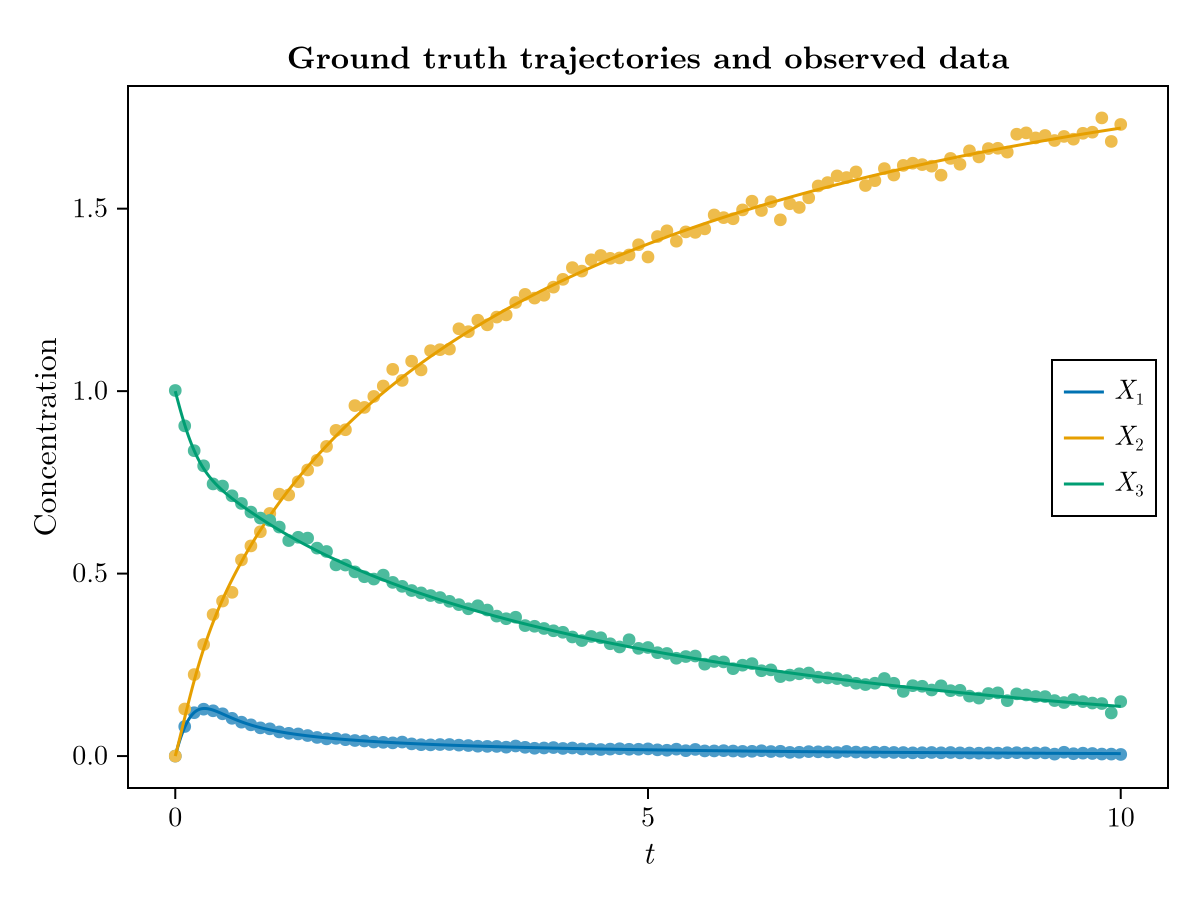 Ground truth trajectories and observed data
Concentration
1.5
1.0
0.5
0.0
0
5
10
t
X₁
X₂
X₃